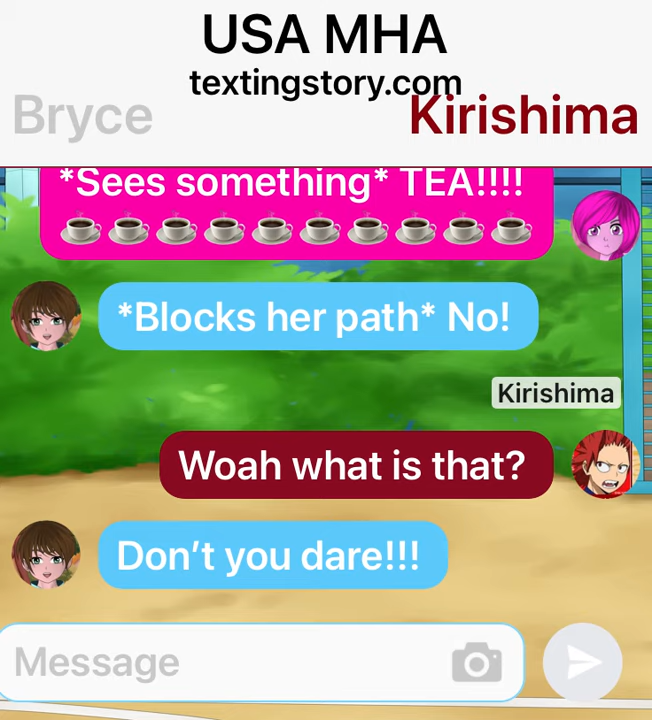 USA MHA
textingstory.com
Bryce
Kirishima
*Sees something* TEA!!!!
*Blocks her path* No!
Kirishima
Woah what is that?
Don’t you dare!!!
Message